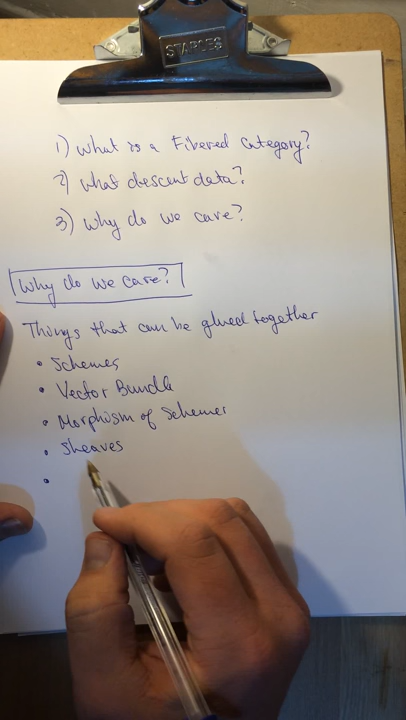 STAPLES
1) What is a Fibered Category?
2) What descent data?
3) Why do we care?
Why do we care?
Things that can be glued together
• Schemes
• Vector Bundle
• Morphism of Schemes
• Sheaves
•